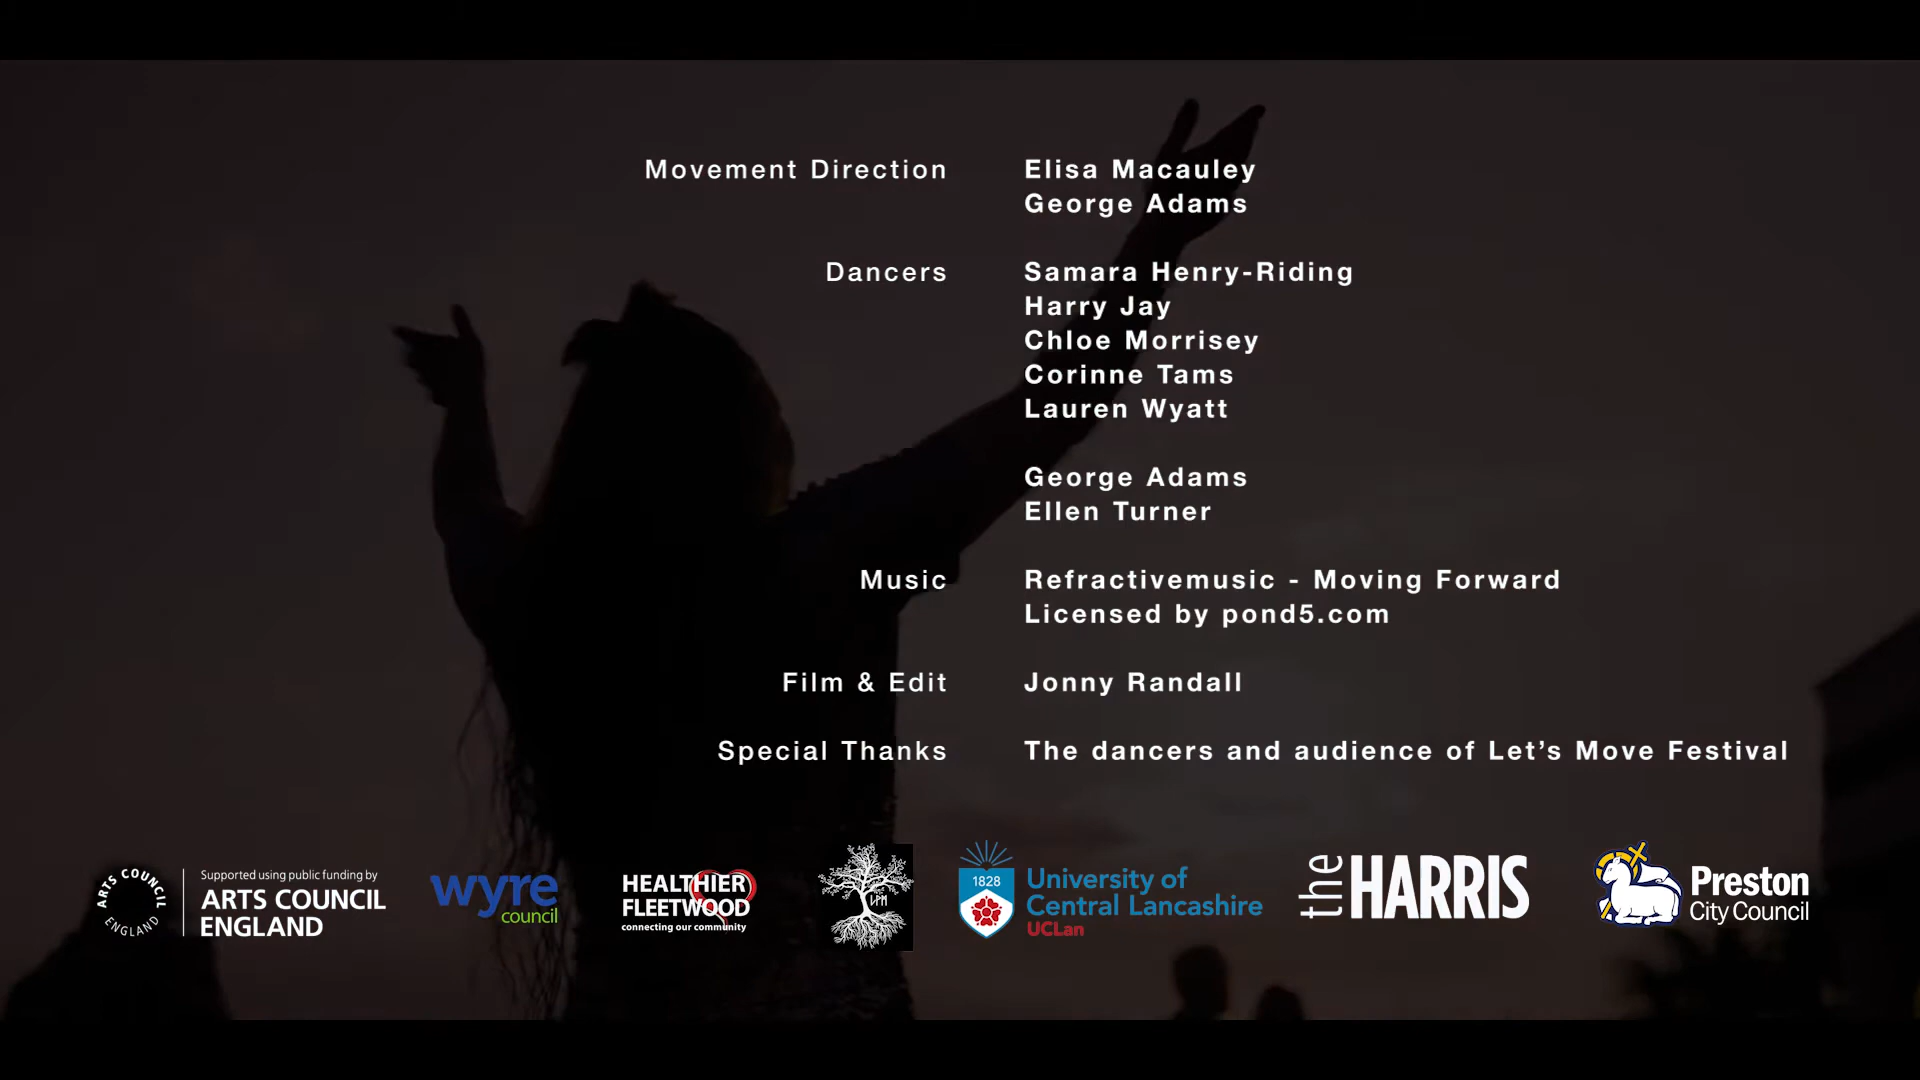 Movement Direction Elisa Macauley
George Adams
Dancers Samara Henry-Riding
Harry Jay
Chloe Morrisey
Corinne Tams
Lauren Wyatt
George Adams
Ellen Turner
Music Refractivemusic - Moving Forward
Licensed by pond5.com
Film & Edit Jonny Randall
Special Thanks The dancers and audience of Let’s Move Festival
ARTS COUNCIL
ENGLAND
Supported using public funding by
ARTS COUNCIL
ENGLAND
wyre
council
HEALTHIER
FLEETWOOD
connecting our community
1828
University of
Central Lancashire
UCLan
the HARRIS
Preston
City Council